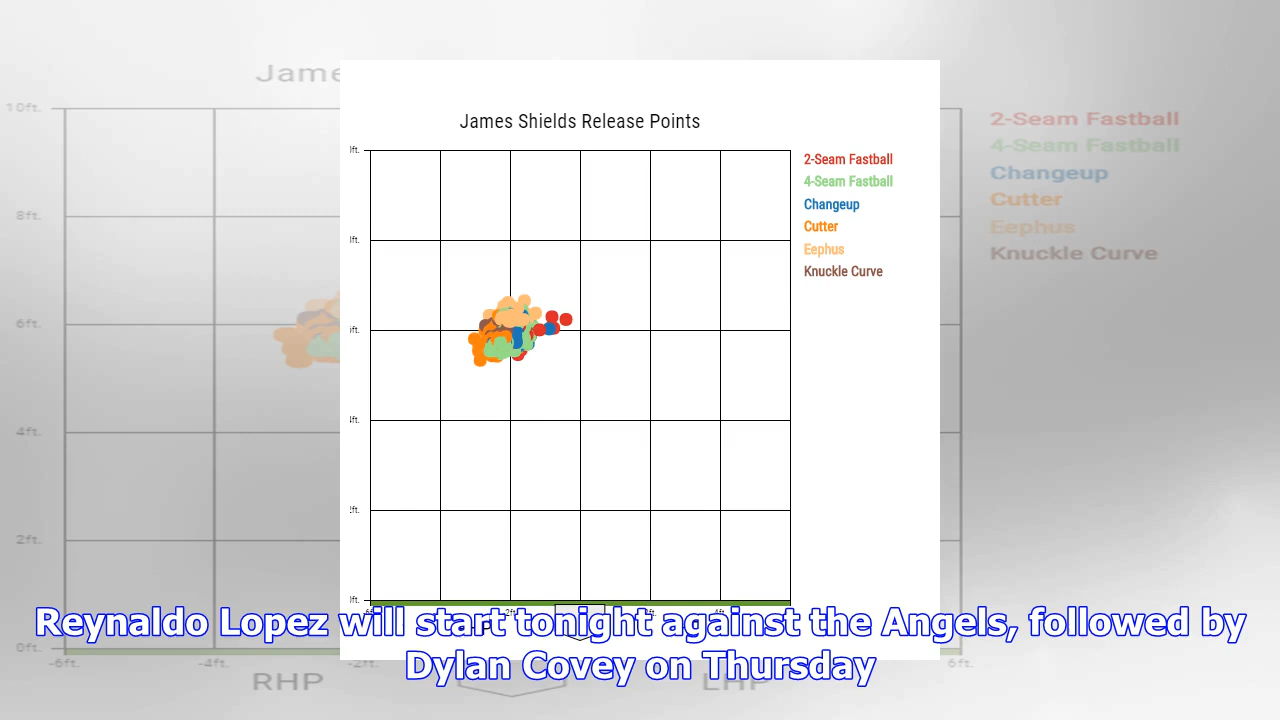 James Shields Release Points
2-Seam Fastball
4-Seam Fastball
Changeup
Cutter
Eephus
Knuckle Curve
10ft.
8ft.
6ft.
4ft.
2ft.
0ft.
-6ft.
-4ft.
-2ft.
6ft.
RHP
LHP
Jame
2-Seam Fastball
4-Seam Fastball
Changeup
Cutter
Eephus
Knuckle Curve
Reynaldo Lopez will start tonight against the Angels, followed by
Dylan Covey on Thursday